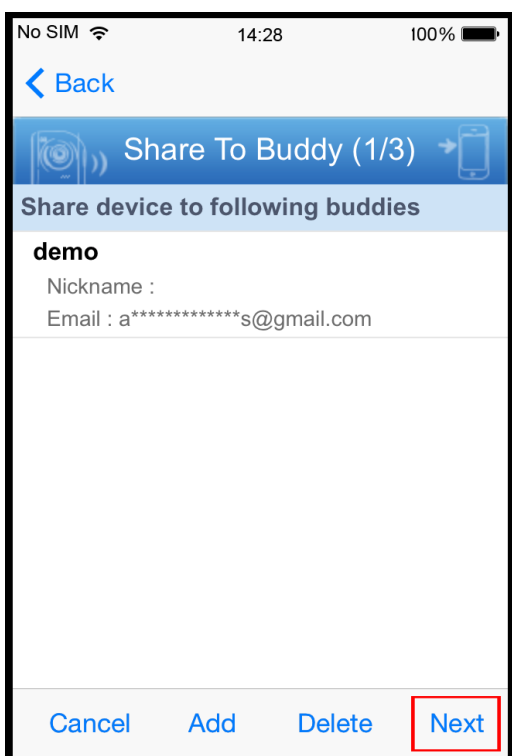 No SIM 14:28 100%
Back
Share To Buddy (1/3)
Share device to following buddies
demo
Nickname :
Email : a*************s@gmail.com
Cancel Add Delete Next